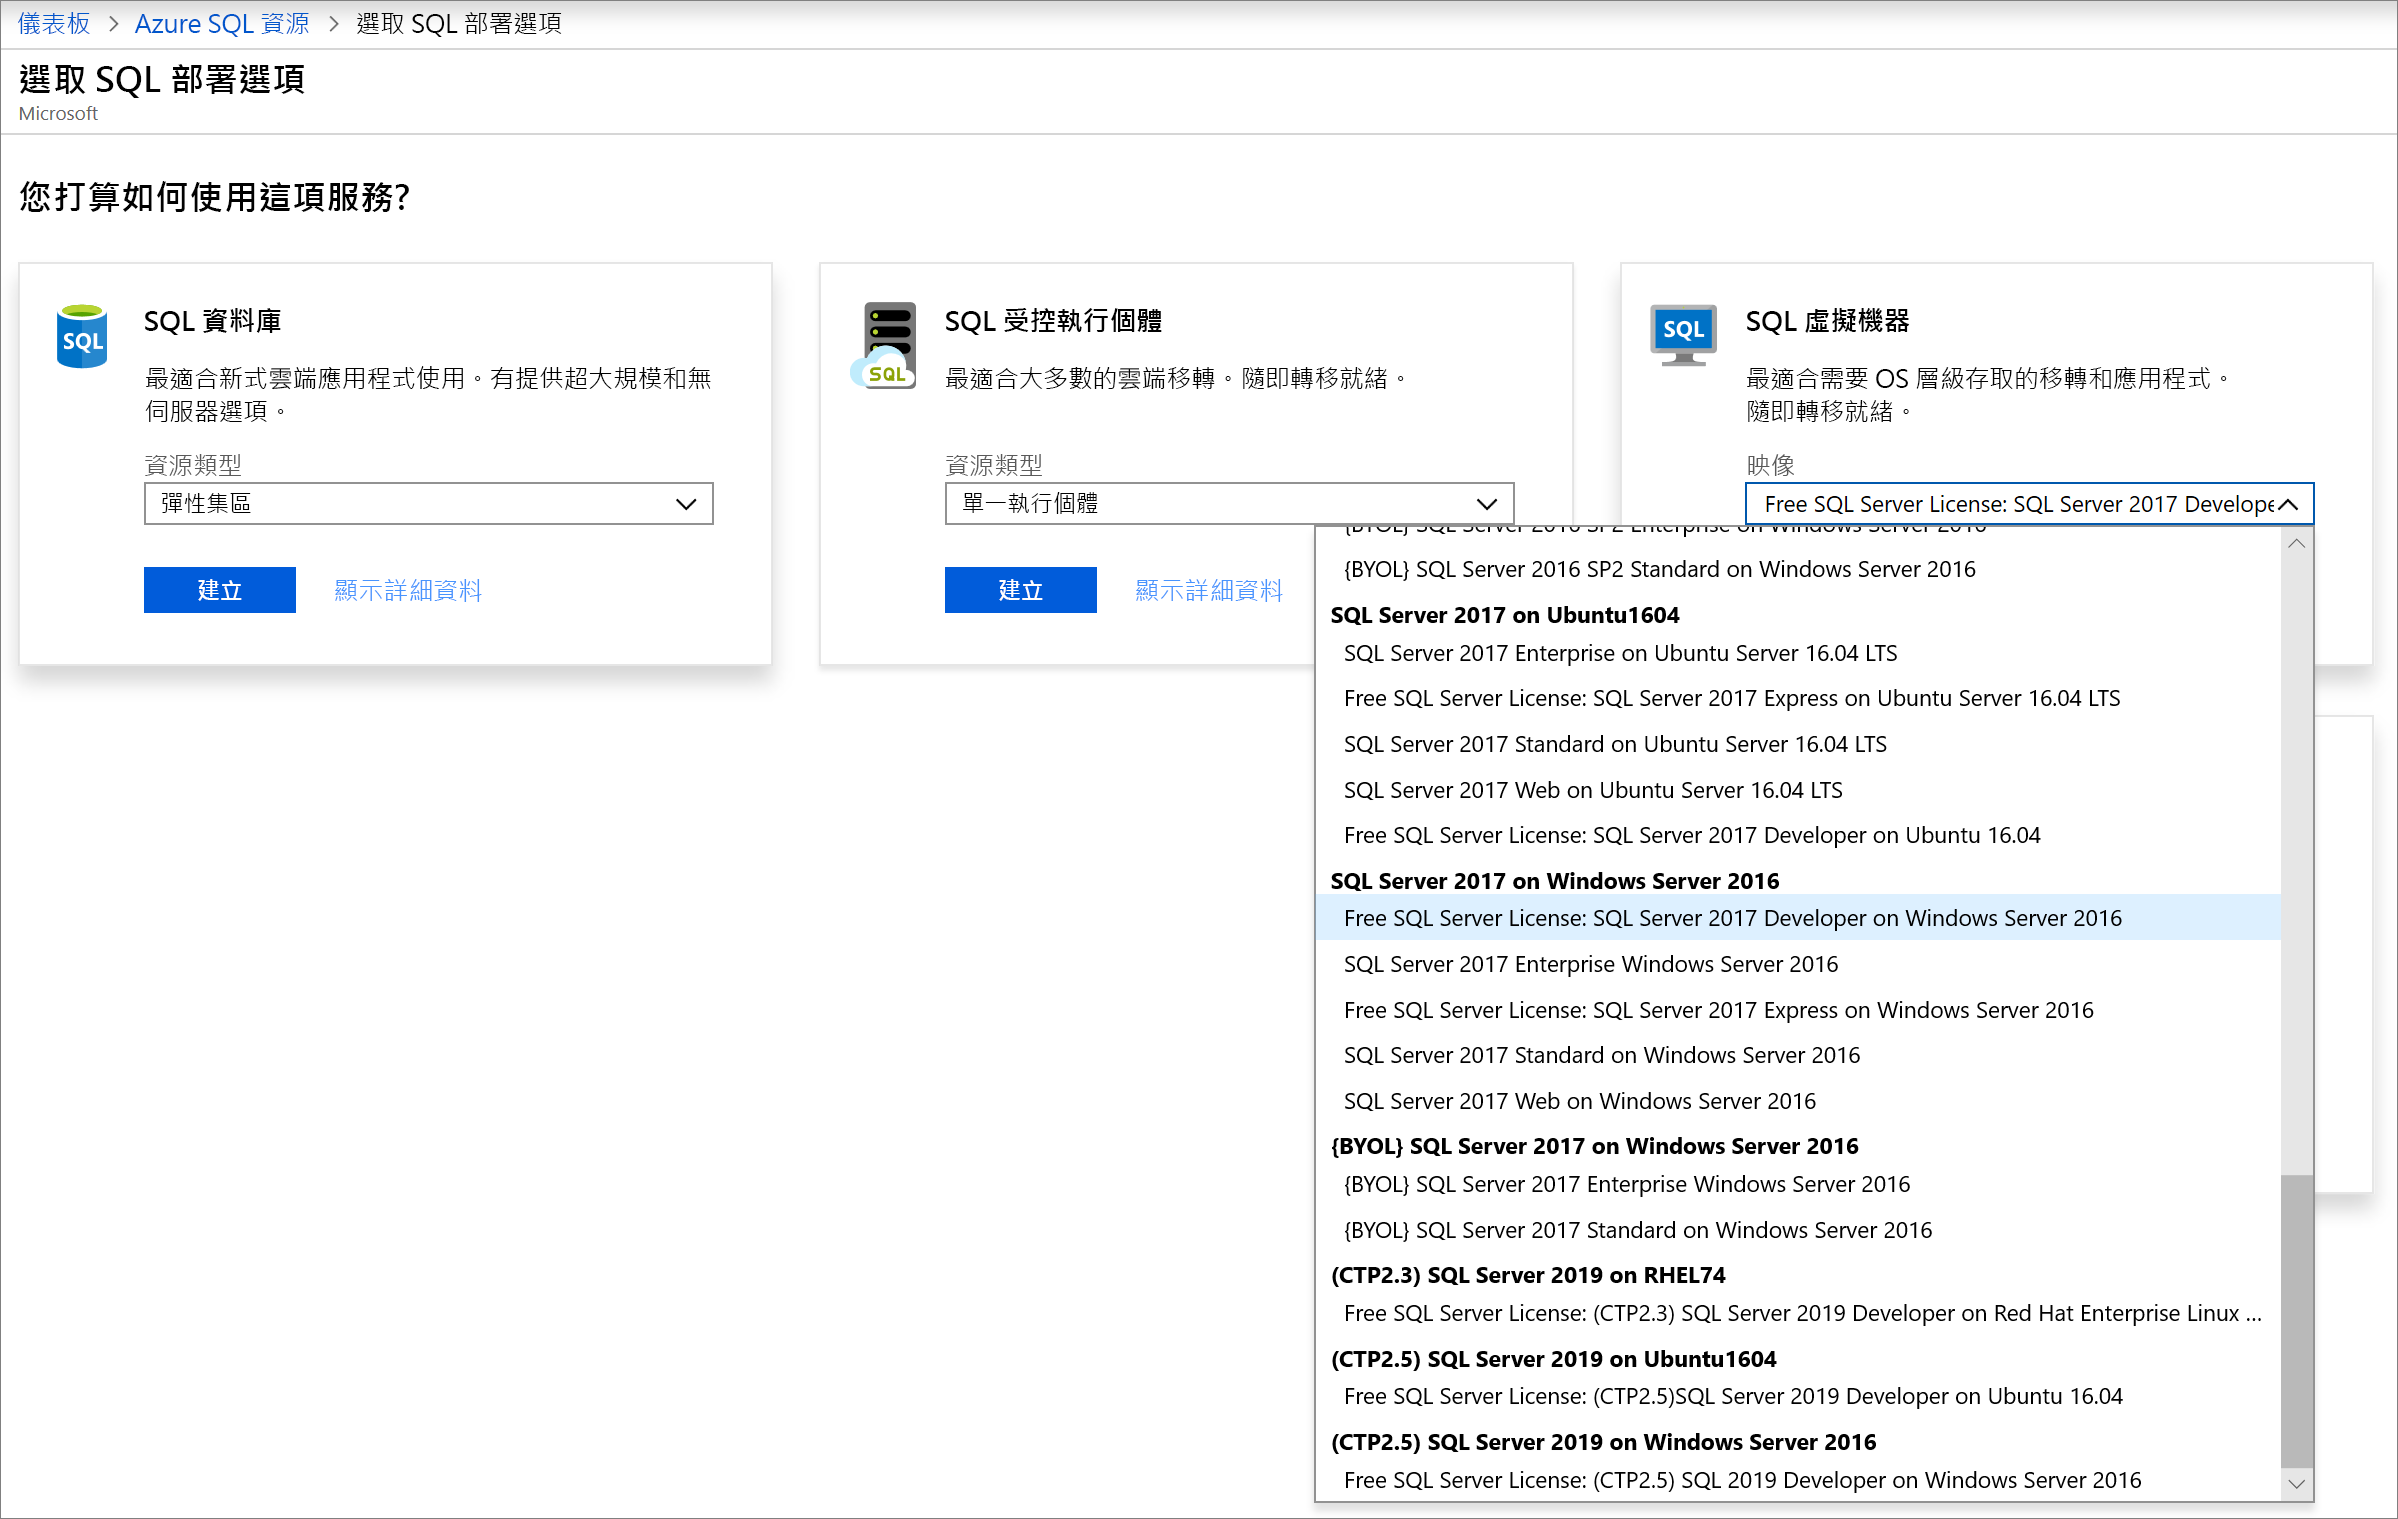 儀表板 > Azure SQL 資源 > 選取 SQL 部署選項
選取 SQL 部署選項
Microsoft
您打算如何使用這項服務?
SQL
SQL 資料庫
最適合新式雲端應用程式使用。有提供超大規模和無
伺服器選項。
資源類型
彈性集區
建立 顯示詳細資料
SQL
SQL 受控執行個體
最適合大多數的雲端移轉。隨即轉移就緒。
資源類型
單一執行個體
建立 顯示詳細資料
SQL
SQL 虛擬機器
最適合需要 OS 層級存取的移轉和應用程式。
隨即轉移就緒。
映像
Free SQL Server License: SQL Server 2017 Develope
{BYOL} SQL Server 2016 SP2 Enterprise on Windows Server 2016
{BYOL} SQL Server 2016 SP2 Standard on Windows Server 2016
SQL Server 2017 on Ubuntu1604
SQL Server 2017 Enterprise on Ubuntu Server 16.04 LTS
Free SQL Server License: SQL Server 2017 Express on Ubuntu Server 16.04 LTS
SQL Server 2017 Standard on Ubuntu Server 16.04 LTS
SQL Server 2017 Web on Ubuntu Server 16.04 LTS
Free SQL Server License: SQL Server 2017 Developer on Ubuntu 16.04
SQL Server 2017 on Windows Server 2016
Free SQL Server License: SQL Server 2017 Developer on Windows Server 2016
SQL Server 2017 Enterprise Windows Server 2016
Free SQL Server License: SQL Server 2017 Express on Windows Server 2016
SQL Server 2017 Standard on Windows Server 2016
SQL Server 2017 Web on Windows Server 2016
{BYOL} SQL Server 2017 on Windows Server 2016
{BYOL} SQL Server 2017 Enterprise Windows Server 2016
{BYOL} SQL Server 2017 Standard on Windows Server 2016
(CTP2.3) SQL Server 2019 on RHEL74
Free SQL Server License: (CTP2.3) SQL Server 2019 Developer on Red Hat Enterprise Linux ...
(CTP2.5) SQL Server 2019 on Ubuntu1604
Free SQL Server License: (CTP2.5)SQL Server 2019 Developer on Ubuntu 16.04
(CTP2.5) SQL Server 2019 on Windows Server 2016
Free SQL Server License: (CTP2.5) SQL 2019 Developer on Windows Server 2016